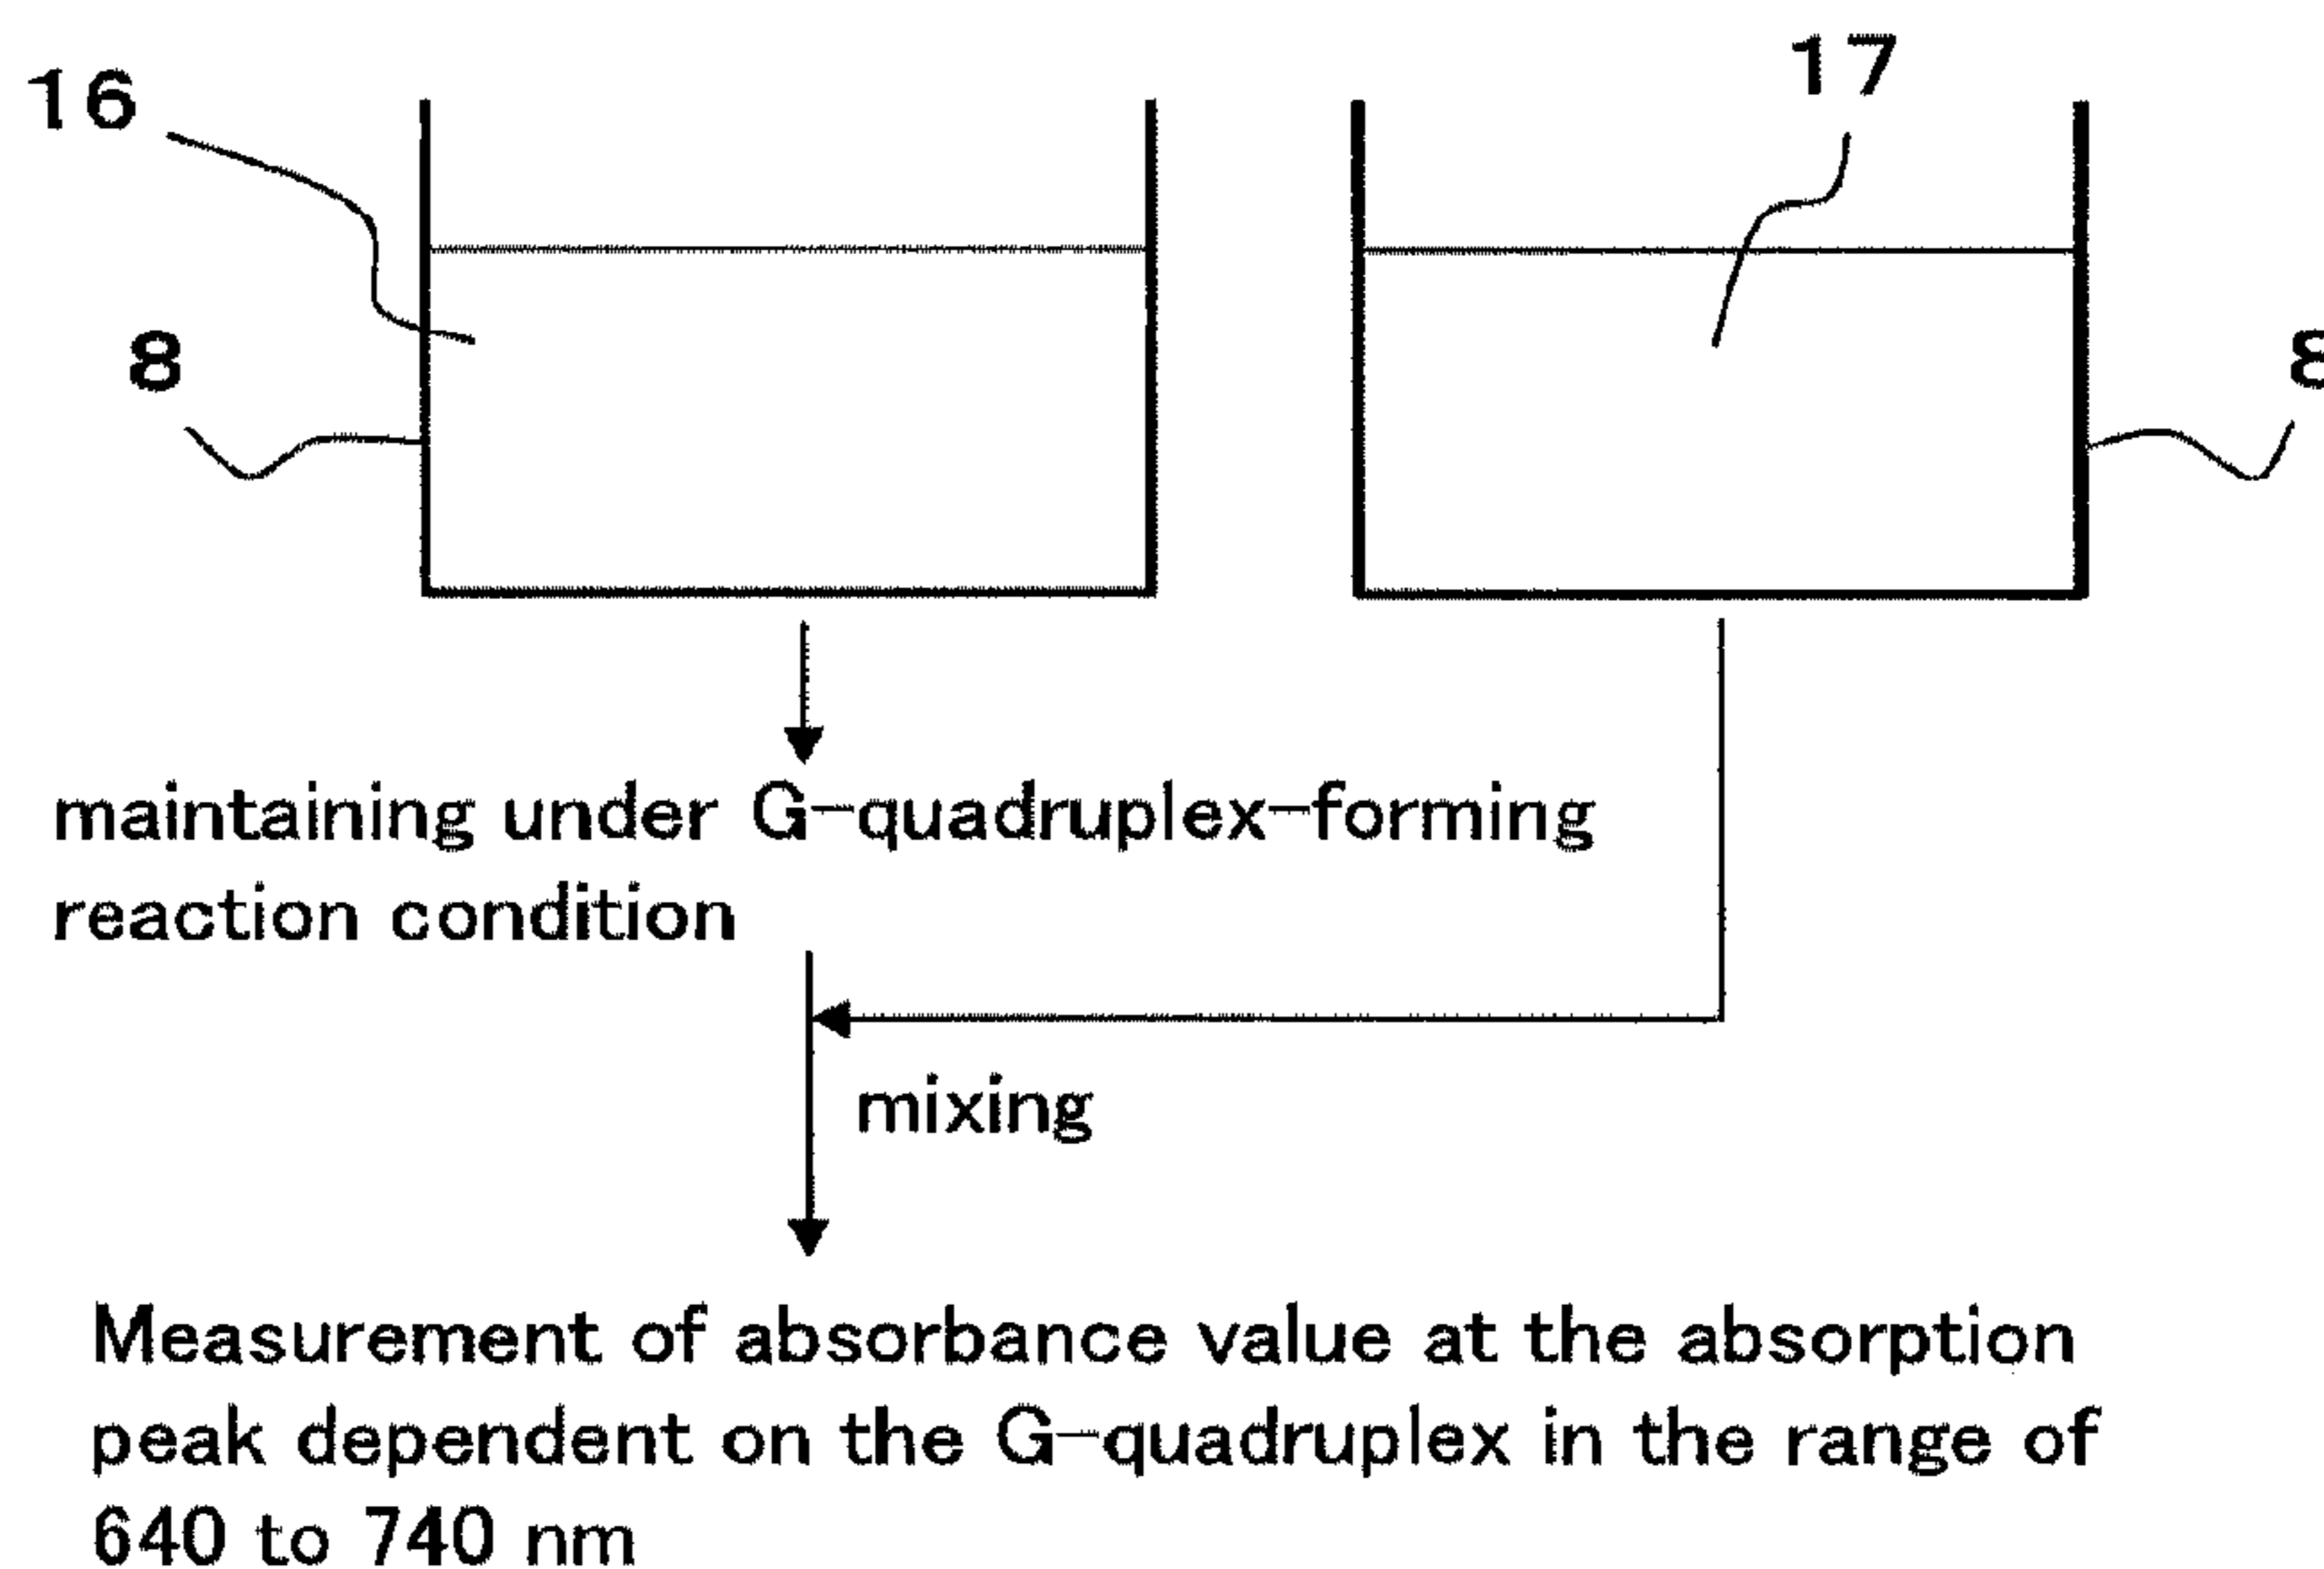 16
17
8
8
maintaining under G-quadruplex-forming
reaction condition
mixing
Measurement of absorbance value at the absorption
peak dependent on the G-quadruplex in the range of
640 to 740 nm